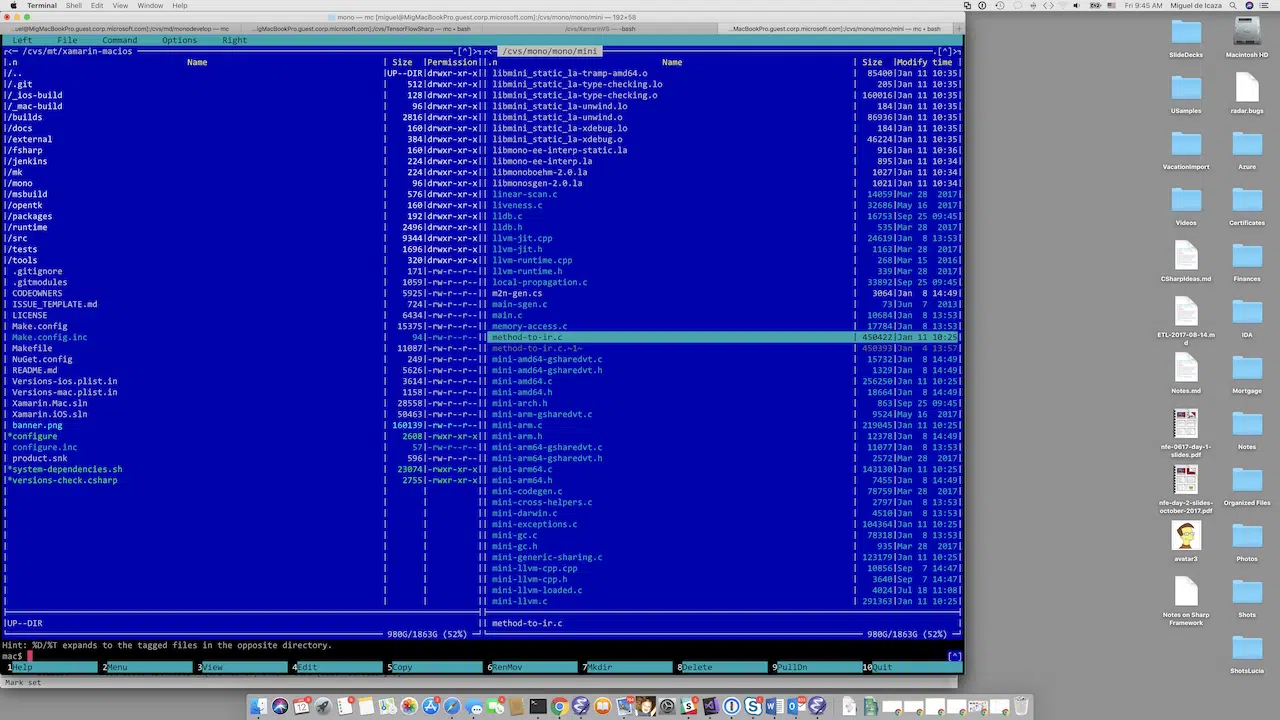 Terminal Shell Edit View Window Help
Fri 9:45 AM Miguel de Icaza
mono — mc [miguel@MigMacBookPro.guest.corp.microsoft.com]:/cvs/mono/mono/mini — 192×58
...uel@MigMacBookPro.guest.corp.microsoft.com]:/cvs/md/monodevelop — mc
...igMacBookPro.guest.corp.microsoft.com]:/cvs/TensorFlowSharp — mc • bash
/cvs/XamarinVS — -bash
...MacBookPro.guest.corp.microsoft.com]:/cvs/mono/mono/mini — mc • bash
Left File Command Options Right
/cvs/mt/xamarin-macios
.n Name Size Permission
/.. UP--DIR drwxr-xr-x
/.git 512 drwxr-xr-x
/_ios-build 128 drwxr-xr-x
/_mac-build 96 drwxr-xr-x
/builds 2816 drwxr-xr-x
/docs 160 drwxr-xr-x
/external 384 drwxr-xr-x
/fsharp 160 drwxr-xr-x
/jenkins 224 drwxr-xr-x
/mk 224 drwxr-xr-x
/mono 96 drwxr-xr-x
/msbuild 576 drwxr-xr-x
/opentk 160 drwxr-xr-x
/packages 192 drwxr-xr-x
/runtime 2496 drwxr-xr-x
/src 9344 drwxr-xr-x
/tests 1696 drwxr-xr-x
/tools 320 drwxr-xr-x
.gitignore 171 -rw-r--r--
.gitmodules 1059 -rw-r--r--
CODEOWNERS 5925 -rw-r--r--
ISSUE_TEMPLATE.md 724 -rw-r--r--
LICENSE 6434 -rw-r--r--
Make.config 15375 -rw-r--r--
Make.config.inc 94 -rw-r--r--
Makefile 11087 -rw-r--r--
NuGet.config 249 -rw-r--r--
README.md 5626 -rw-r--r--
Versions-ios.plist.in 3614 -rw-r--r--
Versions-mac.plist.in 1158 -rw-r--r--
Xamarin.Mac.sln 28558 -rw-r--r--
Xamarin.iOS.sln 50463 -rw-r--r--
banner.png 160139 -rw-r--r--
*configure 2608 -rwxr-xr-x
configure.inc 57 -rw-r--r--
product.snk 596 -rw-r--r--
*system-dependencies.sh 23074 -rwxr-xr-x
*versions-check.csharp 2755 -rwxr-xr-x
UP--DIR
980G/1863G (52%)
/cvs/mono/mono/mini
.n Name Size Modify time
libmini_static_la-tramp-amd64.o 85400 Jan 11 10:35
libmini_static_la-type-checking.lo 205 Jan 11 10:35
libmini_static_la-type-checking.o 160016 Jan 11 10:35
libmini_static_la-unwind.lo 184 Jan 11 10:35
libmini_static_la-unwind.o 86936 Jan 11 10:35
libmini_static_la-xdebug.lo 184 Jan 11 10:35
libmini_static_la-xdebug.o 46224 Jan 11 10:35
libmono-ee-interp-static.la 916 Jan 11 10:36
libmono-ee-interp.la 895 Jan 11 10:34
libmonoboehm-2.0.la 1027 Jan 11 10:34
libmonosgen-2.0.la 1021 Jan 11 10:34
linear-scan.c 14059 Mar 28 2017
liveness.c 32686 May 16 2017
lldb.c 16753 Sep 25 09:45
lldb.h 535 Mar 28 2017
llvm-jit.cpp 24619 Jan 8 13:53
llvm-jit.h 1163 Mar 28 2017
llvm-runtime.cpp 268 Mar 15 2016
llvm-runtime.h 339 Mar 28 2017
local-propagation.c 33892 Sep 25 09:45
m2n-gen.cs 3064 Jan 8 14:49
main-sgen.c 73 Jun 7 2013
main.c 10684 Jan 8 13:53
memory-access.c 17784 Jan 8 13:53
method-to-ir.c 450422 Jan 11 10:25
method-to-ir.c.~1~ 450393 Jan 4 13:57
mini-amd64-gsharedvt.c 15732 Jan 8 14:49
mini-amd64-gsharedvt.h 1329 Jan 8 14:49
mini-amd64.c 256250 Jan 11 10:25
mini-amd64.h 18664 Jan 8 14:49
mini-arch.h 863 Sep 25 09:45
mini-arm-gsharedvt.c 9524 May 16 2017
mini-arm.c 219045 Jan 11 10:25
mini-arm.h 12378 Jan 8 14:49
mini-arm64-gsharedvt.c 11077 Jan 8 13:53
mini-arm64-gsharedvt.h 2572 Mar 28 2017
mini-arm64.c 143130 Jan 11 10:25
mini-arm64.h 7455 Jan 8 14:49
mini-codegen.c 78759 Mar 28 2017
mini-cross-helpers.c 2797 Jan 8 13:53
mini-darwin.c 4510 Jan 8 13:53
mini-exceptions.c 104364 Jan 11 10:25
mini-gc.c 78318 Jan 8 13:53
mini-gc.h 935 Mar 28 2017
mini-generic-sharing.c 123179 Jan 11 10:25
mini-llvm-cpp.cpp 10856 Sep 7 14:47
mini-llvm-cpp.h 3640 Sep 7 14:47
mini-llvm-loaded.c 4024 Jul 18 11:08
mini-llvm.c 291363 Jan 11 10:25
method-to-ir.c
980G/1863G (52%)
Hint: %D/%T expands to the tagged files in the opposite directory.
mac$
[^]
1Help 2Menu 3View 4Edit 5Copy 6RenMov 7Mkdir 8Delete 9PullDn 10Quit
Mark set
SlideDecks
Macintosh HD
USamples
radar.bugs
VacationImport
Azure
Videos
Certificates
CSharpIdeas.md
Finances
ETL-2017-08-14.md
IDA
Notes.md
Mortgage
nfe-0617-day-1-slides.pdf
Notes
nfe-day-2-slides-october-2017.pdf
Organized Files
avatar3
Photos
Notes on Sharp Framework
Shots
ShotsLucia